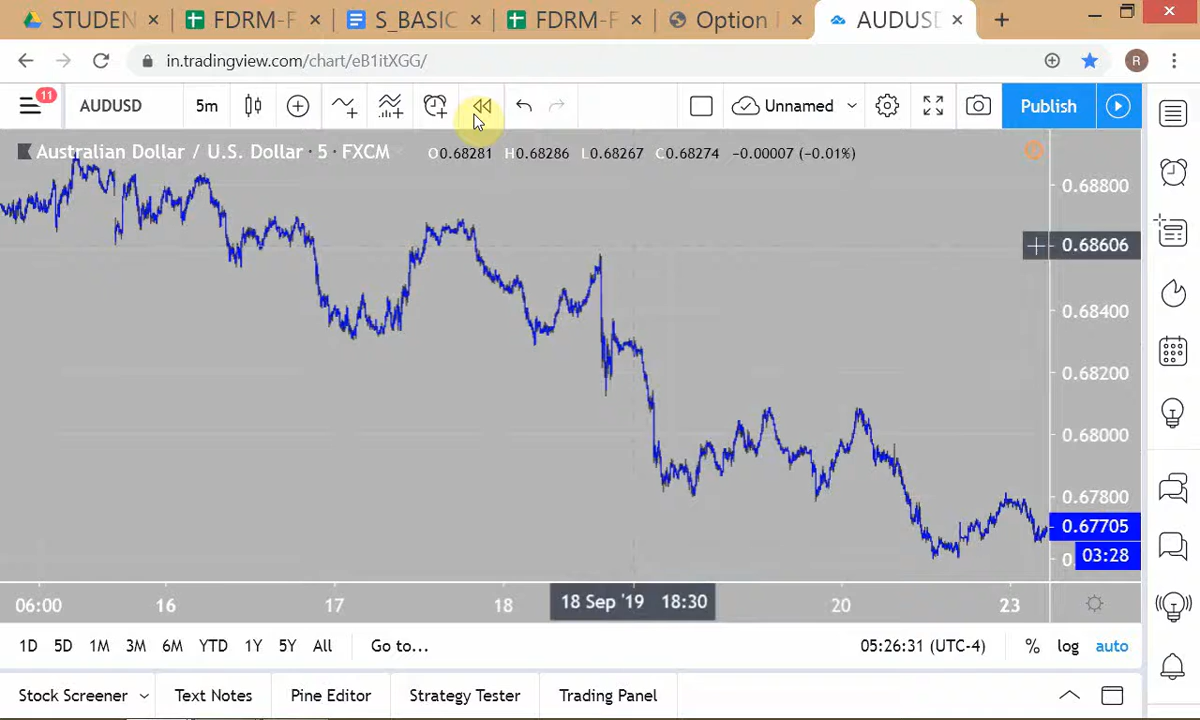 STUDEN
FDRM-F
S_BASIC
FDRM-F
Option
AUDUSD
in.tradingview.com/chart/eB1itXGG/
R
11
AUDUSD
5m
Unnamed
Publish
Australian Dollar / U.S. Dollar · 5 · FXCM
O0.68281 H0.68286 L0.68267 C0.68274 −0.00007 (−0.01%)
0.68800
0.68606
0.68400
0.68200
0.68000
0.67800
0.67705
03:28
06:00 16 17 18 18 Sep '19 18:30 20 23
1D 5D 1M 3M 6M YTD 1Y 5Y All Go to...
05:26:31 (UTC-4) % log auto
Stock Screener Text Notes Pine Editor Strategy Tester Trading Panel